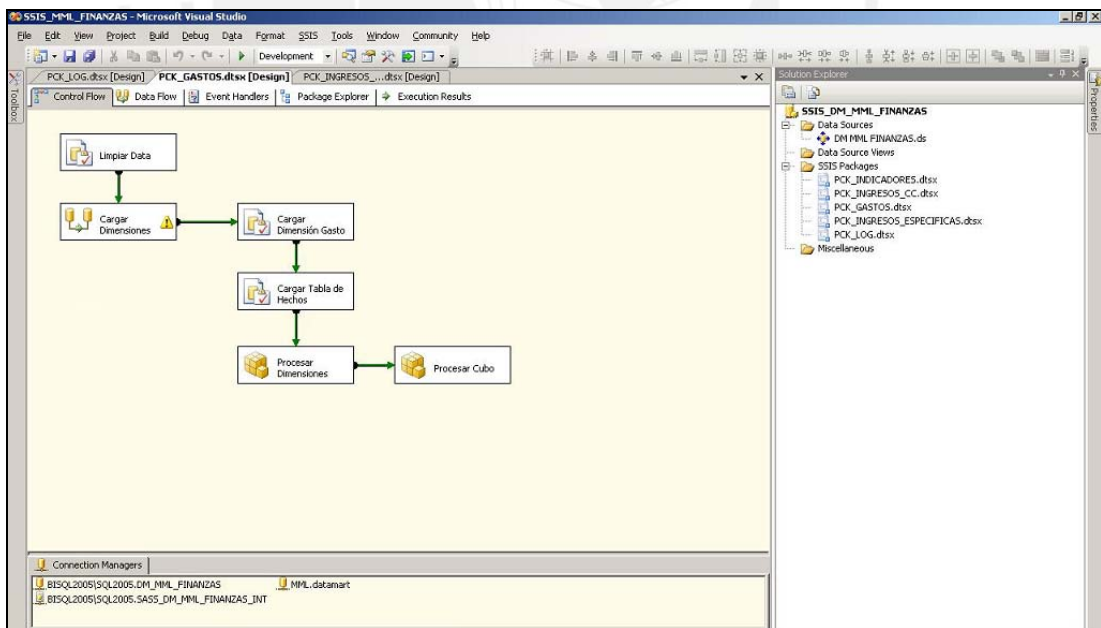 SSIS_MML_FINANZAS - Microsoft Visual Studio
File Edit View Project Build Debug Data Format SSIS Tools Window Community Help
Development
PCK_LOG.dtsx [Design] PCK_GASTOS.dtsx [Design] PCK_INGRESOS_...dtsx [Design]
Control Flow Data Flow Event Handlers Package Explorer Execution Results
Toolbox
Limpiar Data
Cargar
Dimensiones
Cargar
Dimensión Gasto
Cargar Tabla de
Hechos
Procesar
Dimensiones
Procesar Cubo
Connection Managers
BISQL2005\SQL2005.DM_MML_FINANZAS MML.datamart
BISQL2005\SQL2005.SASS_DM_MML_FINANZAS_INT
Solution Explorer
SSIS_DM_MML_FINANZAS
Data Sources
DM MML FINANZAS.ds
Data Source Views
SSIS Packages
PCK_INDICADORES.dtsx
PCK_INGRESOS_CC.dtsx
PCK_GASTOS.dtsx
PCK_INGRESOS_ESPECIFICAS.dtsx
PCK_LOG.dtsx
Miscellaneous
Properties